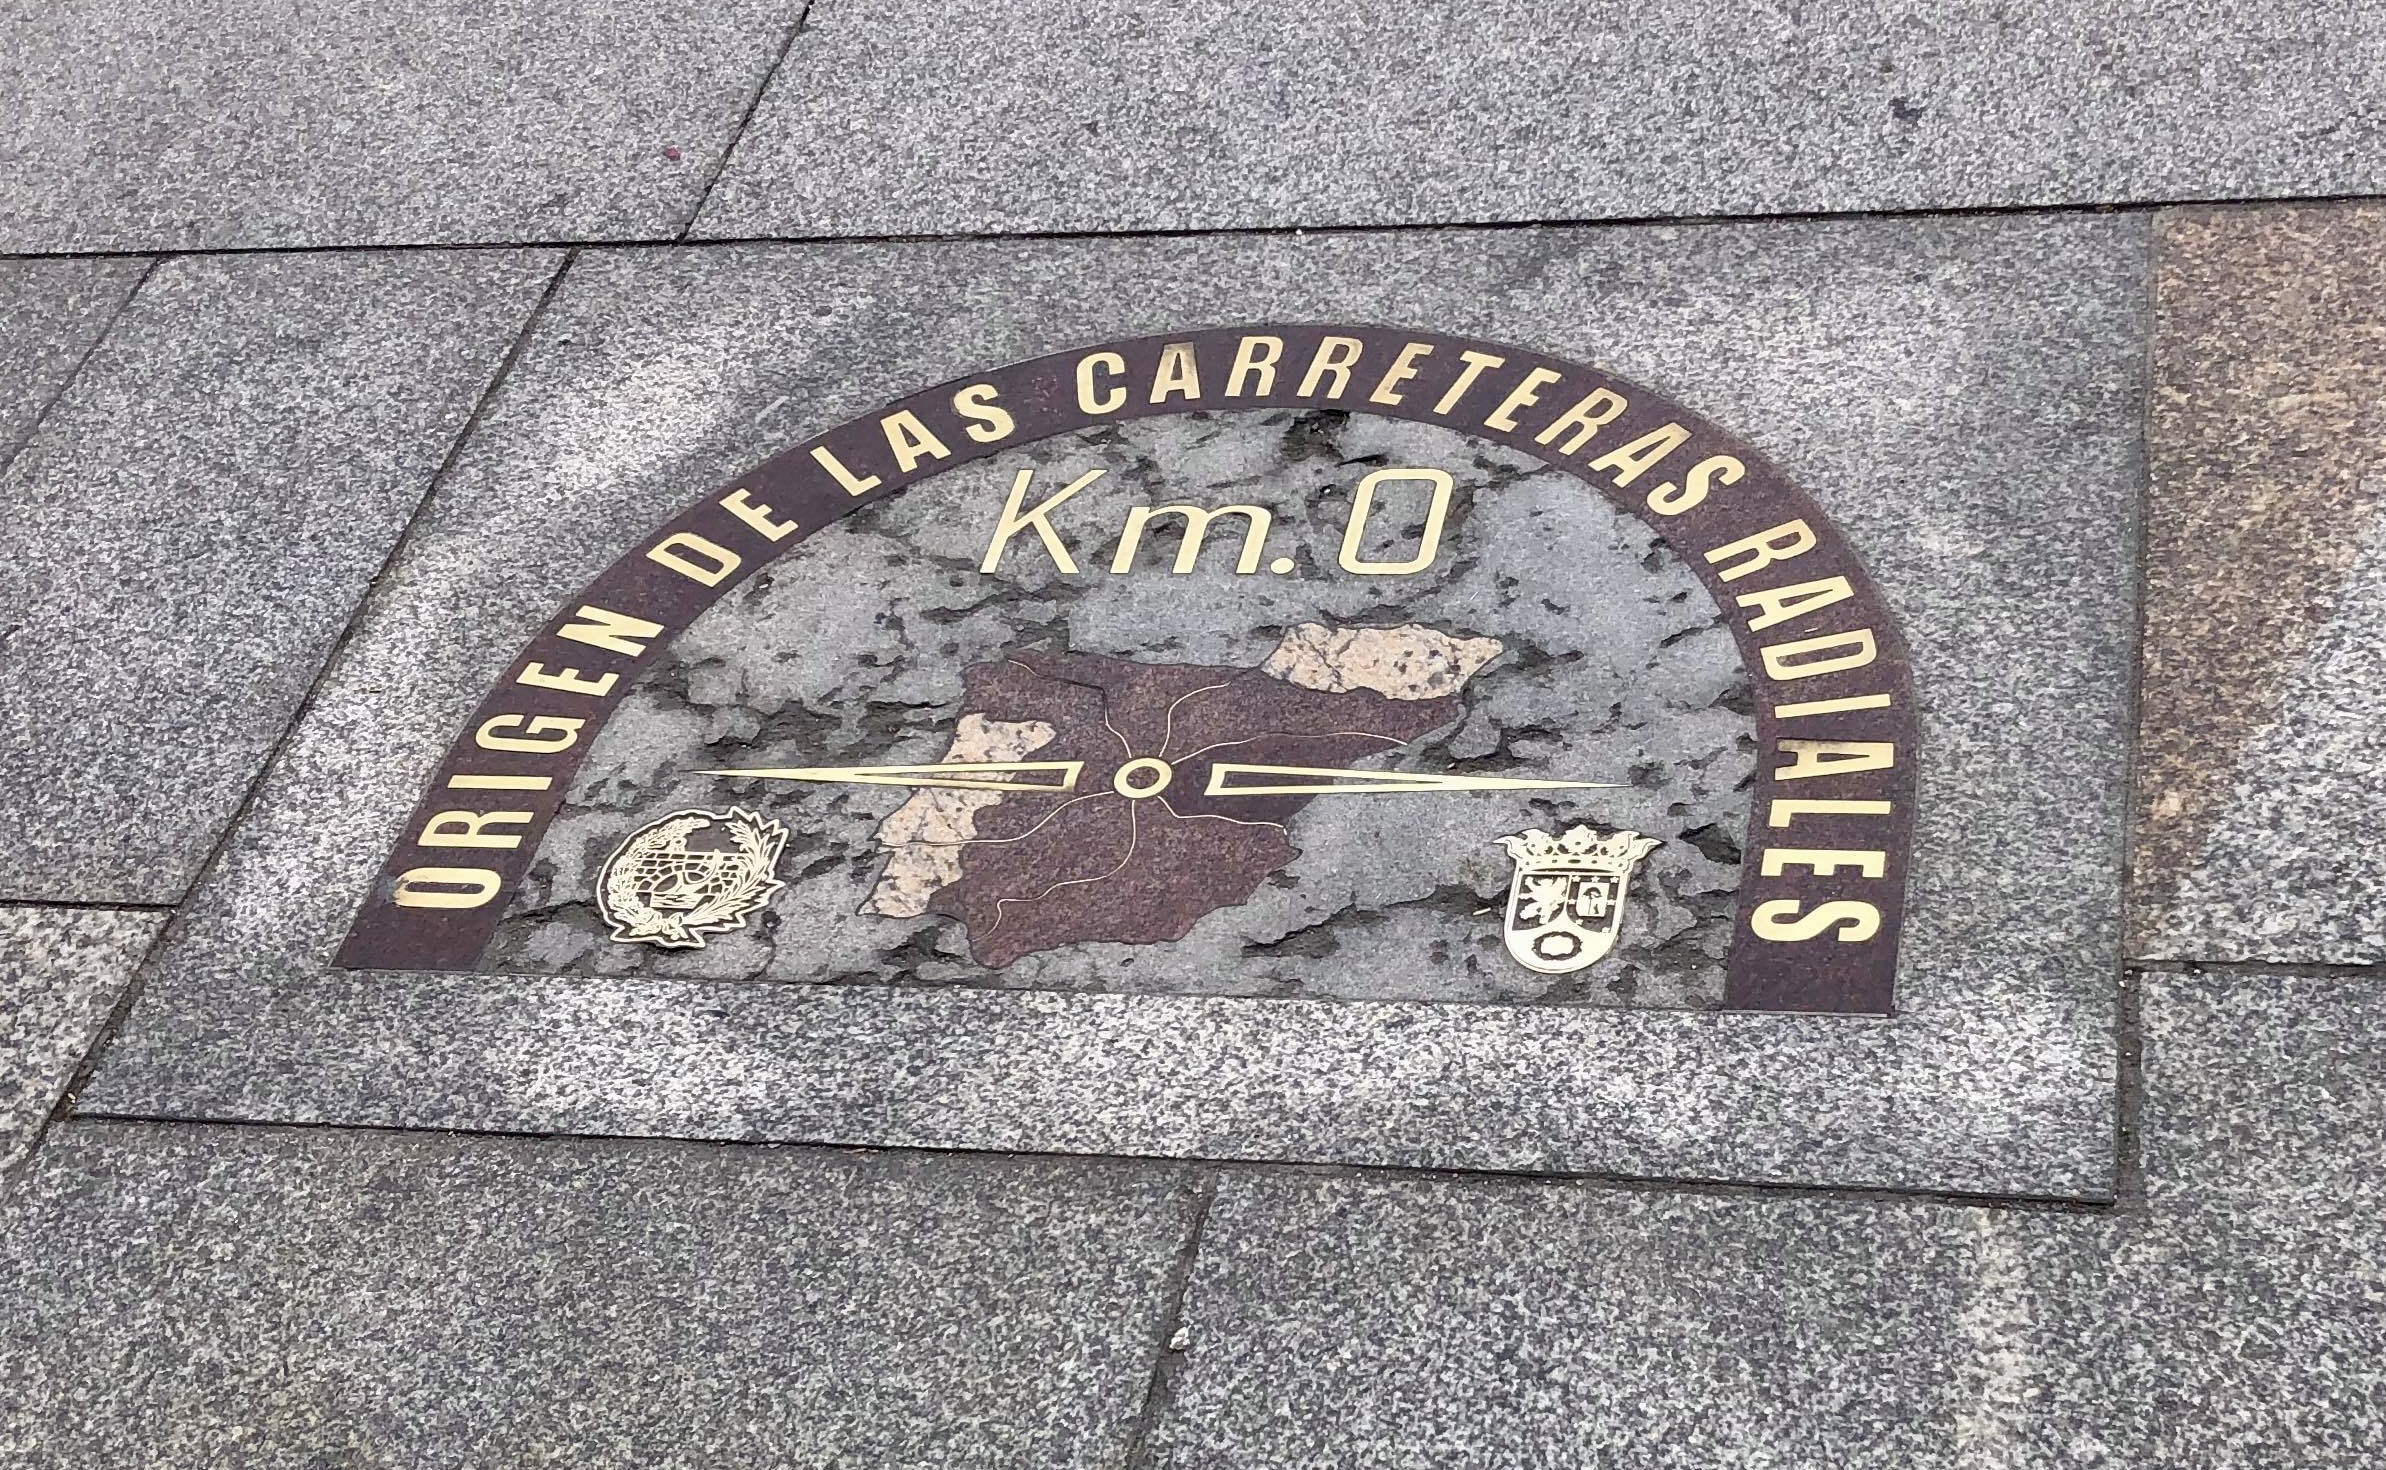 ORIGEN DE LAS CARRETERAS RADIALES
Km.0